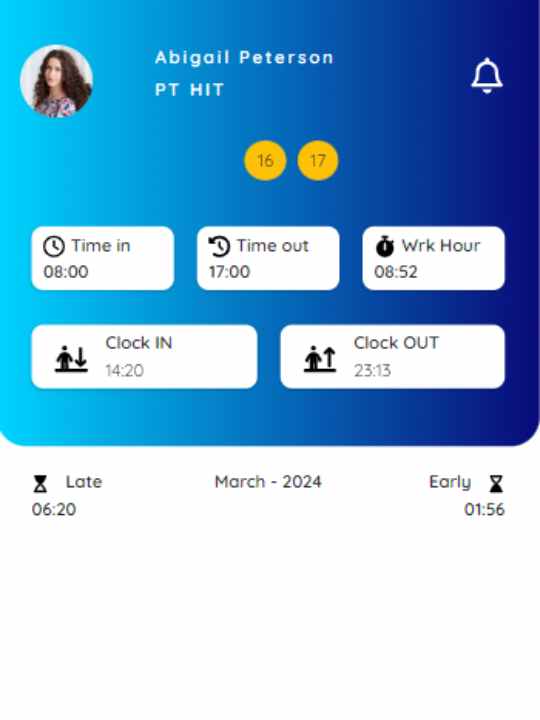 Abigail Peterson
PT HIT
16 17
Time in
08:00
Time out
17:00
Wrk Hour
08:52
Clock IN
14:20
Clock OUT
23:13
Late
06:20
March - 2024
Early
01:56